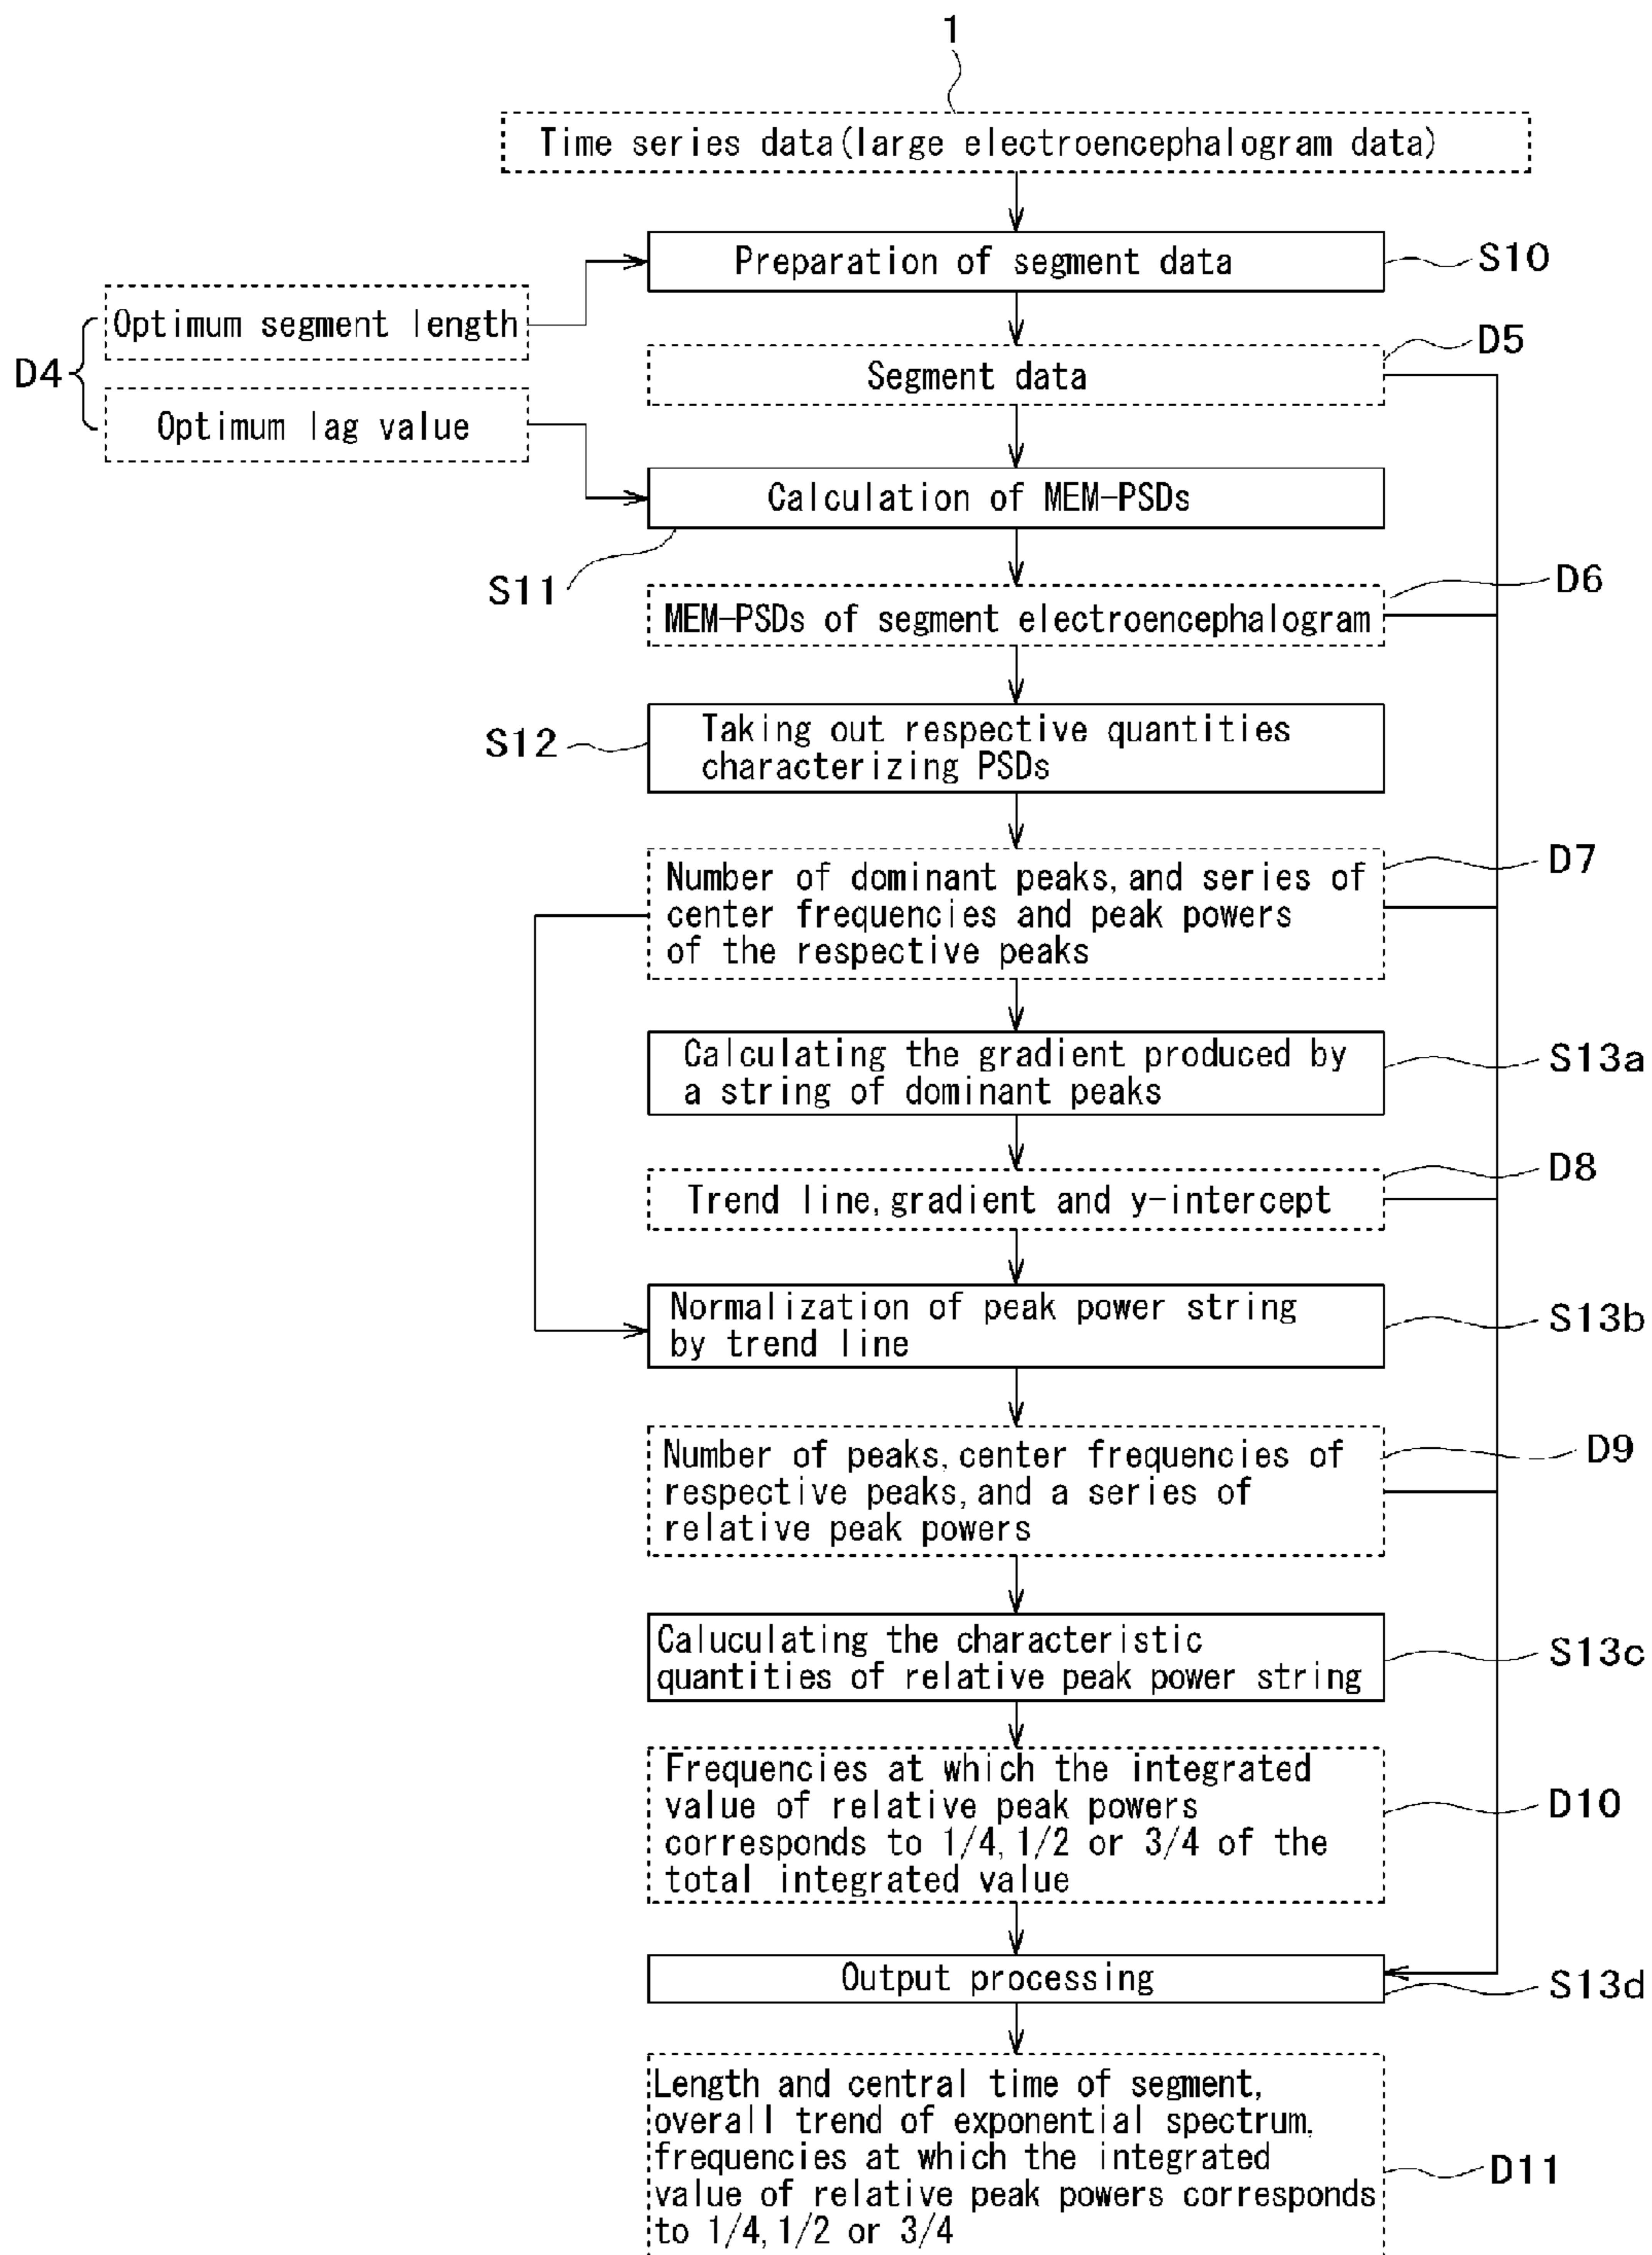 1
Time series data(large electroencephalogram data)
Preparation of segment data
S10
Optimum segment length
D4
Optimum lag value
Segment data
D5
Calculation of MEM-PSDs
S11
MEM-PSDs of segment electroencephalogram
D6
S12
Taking out respective quantities
characterizing PSDs
Number of dominant peaks, and series of
center frequencies and peak powers
of the respective peaks
D7
Calculating the gradient produced by
a string of dominant peaks
S13a
Trend line, gradient and y-intercept
D8
Normalization of peak power string
by trend line
S13b
Number of peaks, center frequencies of
respective peaks, and a series of
relative peak powers
D9
Caluculating the characteristic
quantities of relative peak power string
S13c
Frequencies at which the integrated
value of relative peak powers
corresponds to 1/4, 1/2 or 3/4 of the
total integrated value
D10
Output processing
S13d
Length and central time of segment,
overall trend of exponential spectrum,
frequencies at which the integrated
value of relative peak powers corresponds
to 1/4, 1/2 or 3/4
D11